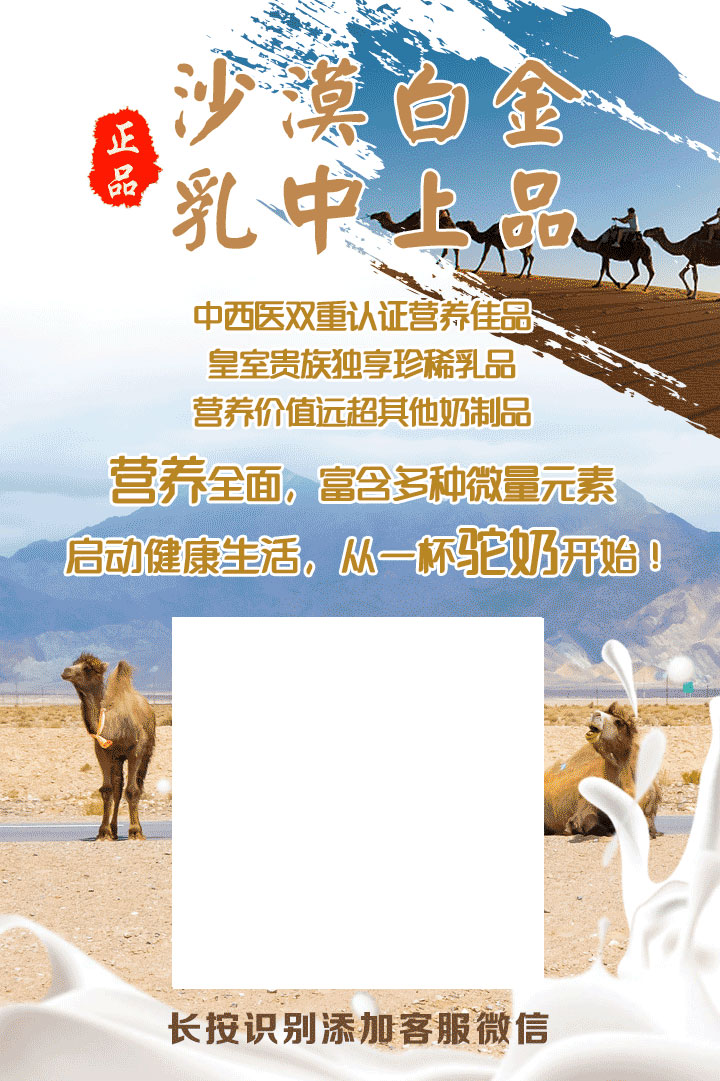 正品
沙漠白金
乳中上品
中西医双重认证营养佳品
皇室贵族独享珍稀乳品
营养价值远超其他奶制品
营养全面，富含多种微量元素
启动健康生活，从一杯驼奶开始！
长按识别添加客服微信